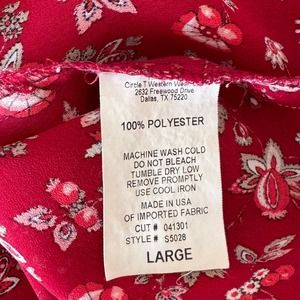 Circle T Western Wear
2632 Freewood Drive
Dallas, TX 75220
100% POLYESTER
MACHINE WASH COLD
DO NOT BLEACH
TUMBLE DRY LOW
REMOVE PROMPTLY
USE COOL IRON
MADE IN USA
OF IMPORTED FABRIC
CUT # 041301
STYLE # S5028
LARGE